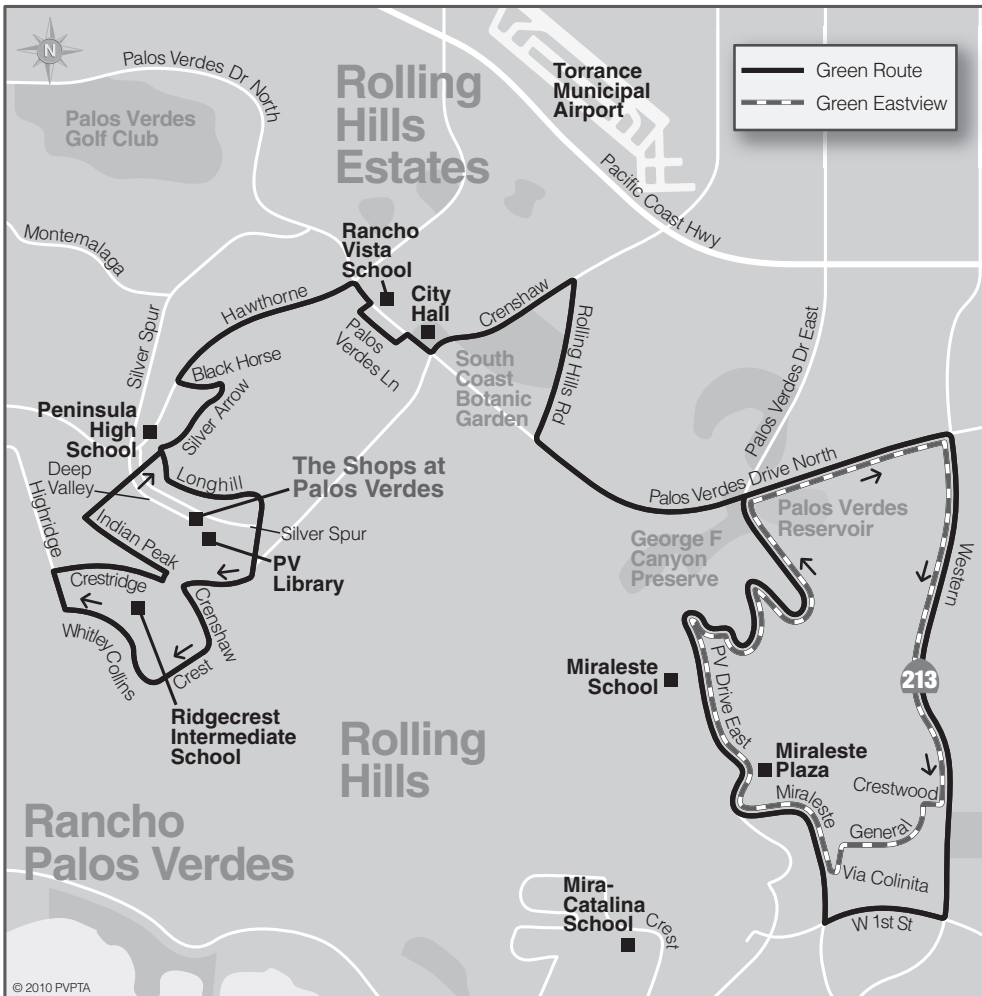 N
Palos Verdes Dr North
Palos Verdes
Golf Club
Rolling
Hills
Estates
Torrance
Municipal
Airport
Green Route
Green Eastview
Pacific Coast Hwy
Montemalaga
Rancho
Vista
School
City
Hall
Hawthorne
Crenshaw
Palos
Verdes Ln
Silver Spur
Black Horse
Rolling Hills Rd
South
Coast
Botanic
Garden
Palos Verdes Dr East
Peninsula
High
School
Silver Arrow
Deep
Valley
Longhill
The Shops at
Palos Verdes
Palos Verdes Drive North
Highridge
Indian Peak
Silver Spur
Palos Verdes
Reservoir
George F
Canyon
Preserve
PV
Library
Western
Crestridge
Crenshaw
Whitley Collins
Crest
PV Drive East
Miraleste
School
213
Ridgecrest
Intermediate
School
Rolling
Hills
Miraleste
Plaza
Crestwood
Miraleste
General
Rancho
Palos Verdes
Via Colinita
Mira-
Catalina
School
Crest
W 1st St
© 2010 PVPTA